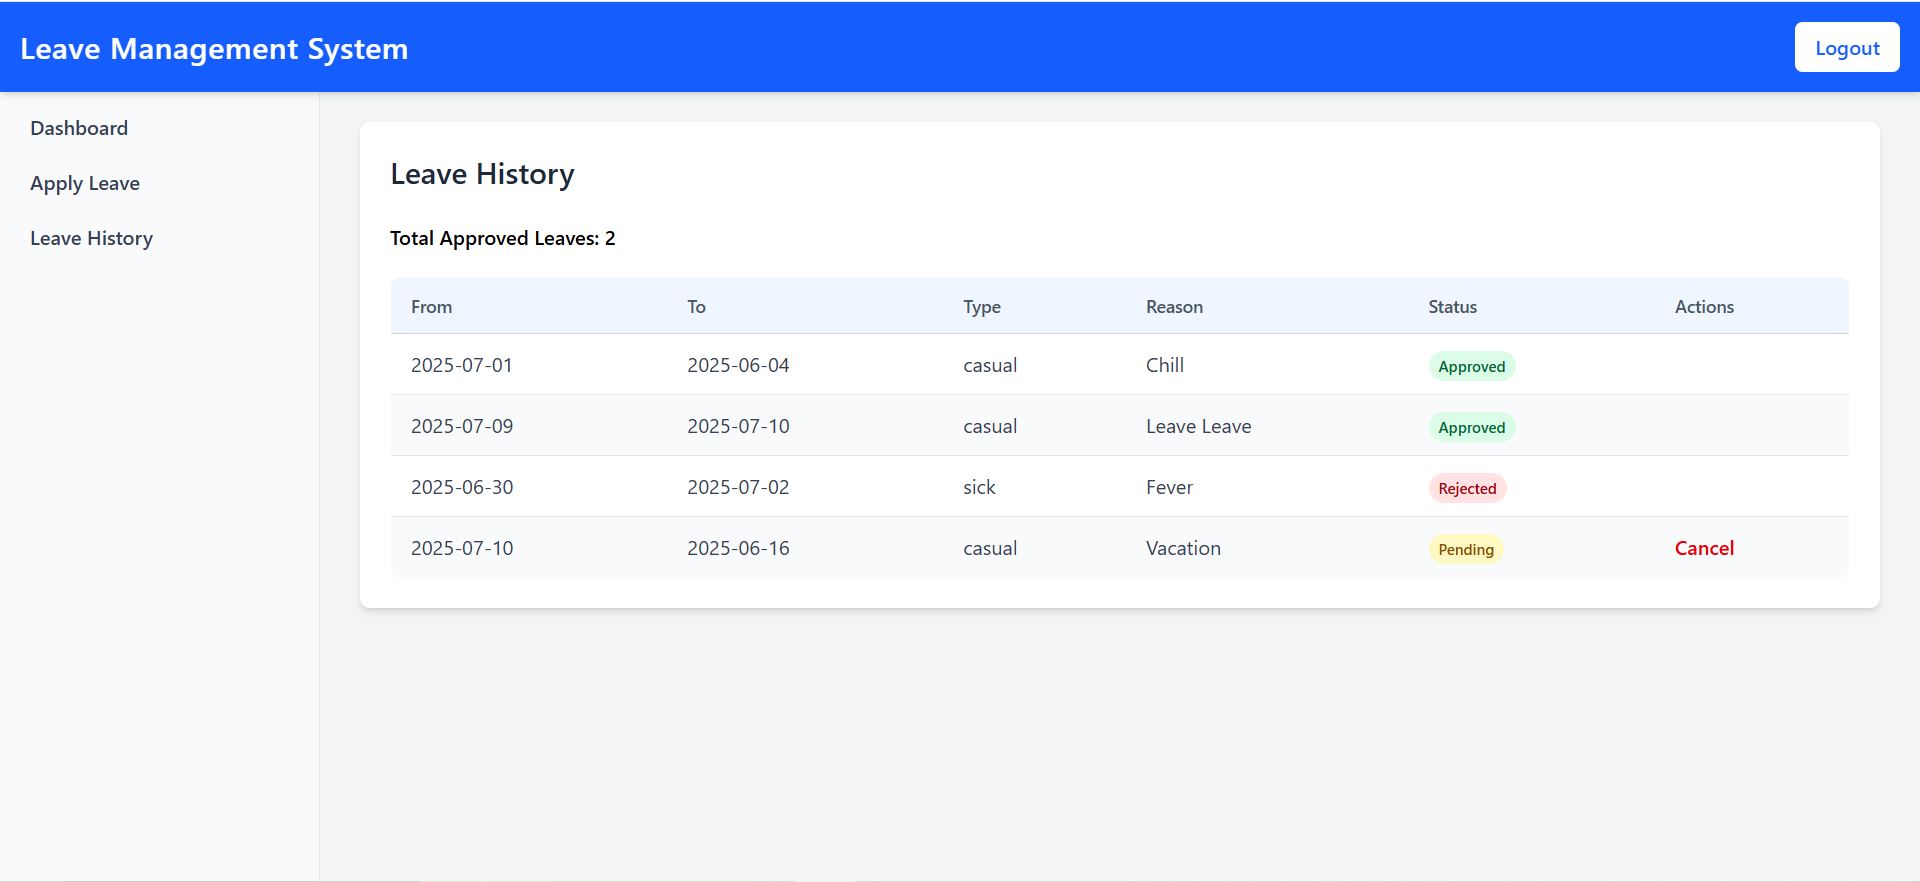 Leave Management System Logout
Dashboard
Apply Leave
Leave History
Leave History
Total Approved Leaves: 2
From To Type Reason Status Actions
2025-07-01 2025-06-04 casual Chill Approved
2025-07-09 2025-07-10 casual Leave Leave Approved
2025-06-30 2025-07-02 sick Fever Rejected
2025-07-10 2025-06-16 casual Vacation Pending Cancel